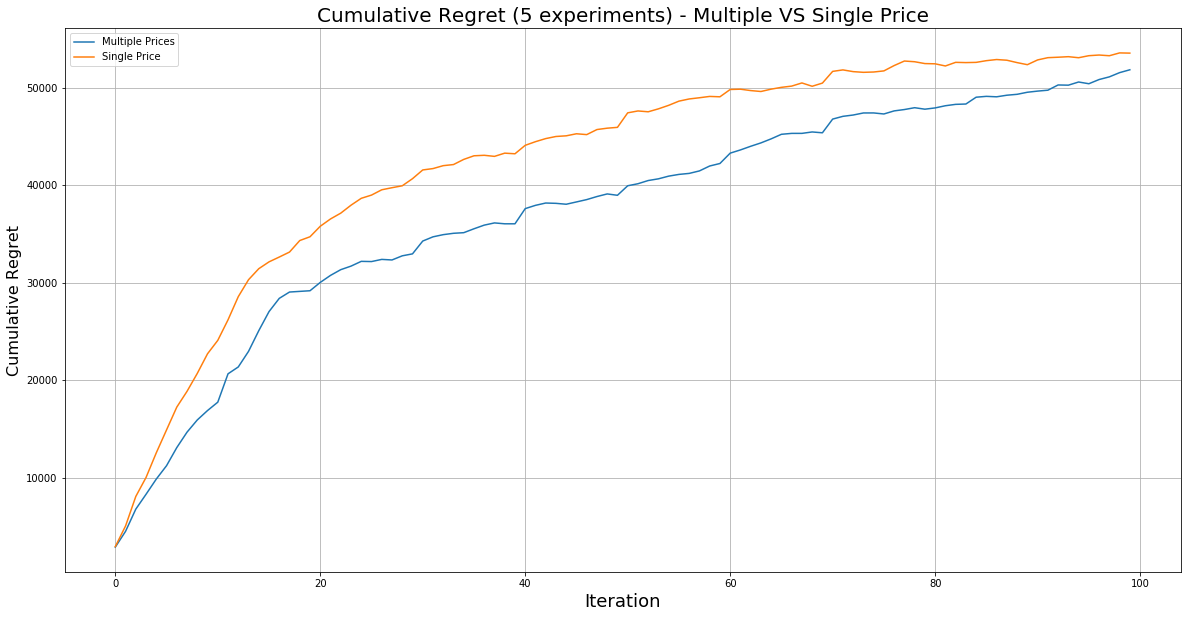 Cumulative Regret (5 experiments) - Multiple VS Single Price
Multiple Prices
Single Price
Cumulative Regret
50000
40000
30000
20000
10000
0
20
40
60
80
100
Iteration